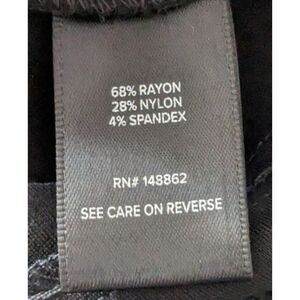 68% RAYON
28% NYLON
4% SPANDEX
RN# 148862
SEE CARE ON REVERSE